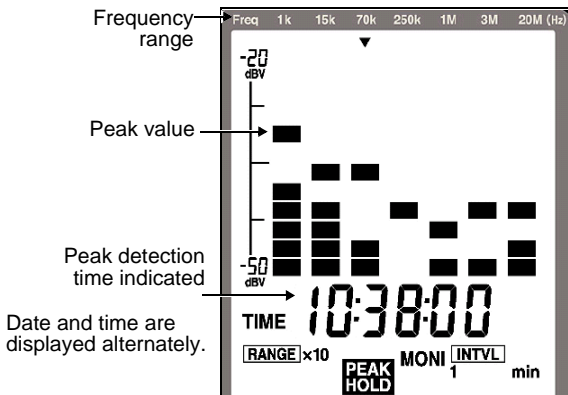 Frequency
range
Freq 1k 15k 70k 250k 1M 3M 20M (Hz)
-20
dBV
Peak value
-50
dBV
Peak detection
time indicated
Date and time are
displayed alternately.
TIME 10:38:00
RANGE ×10
PEAK
HOLD
MONI INTVL
1 min